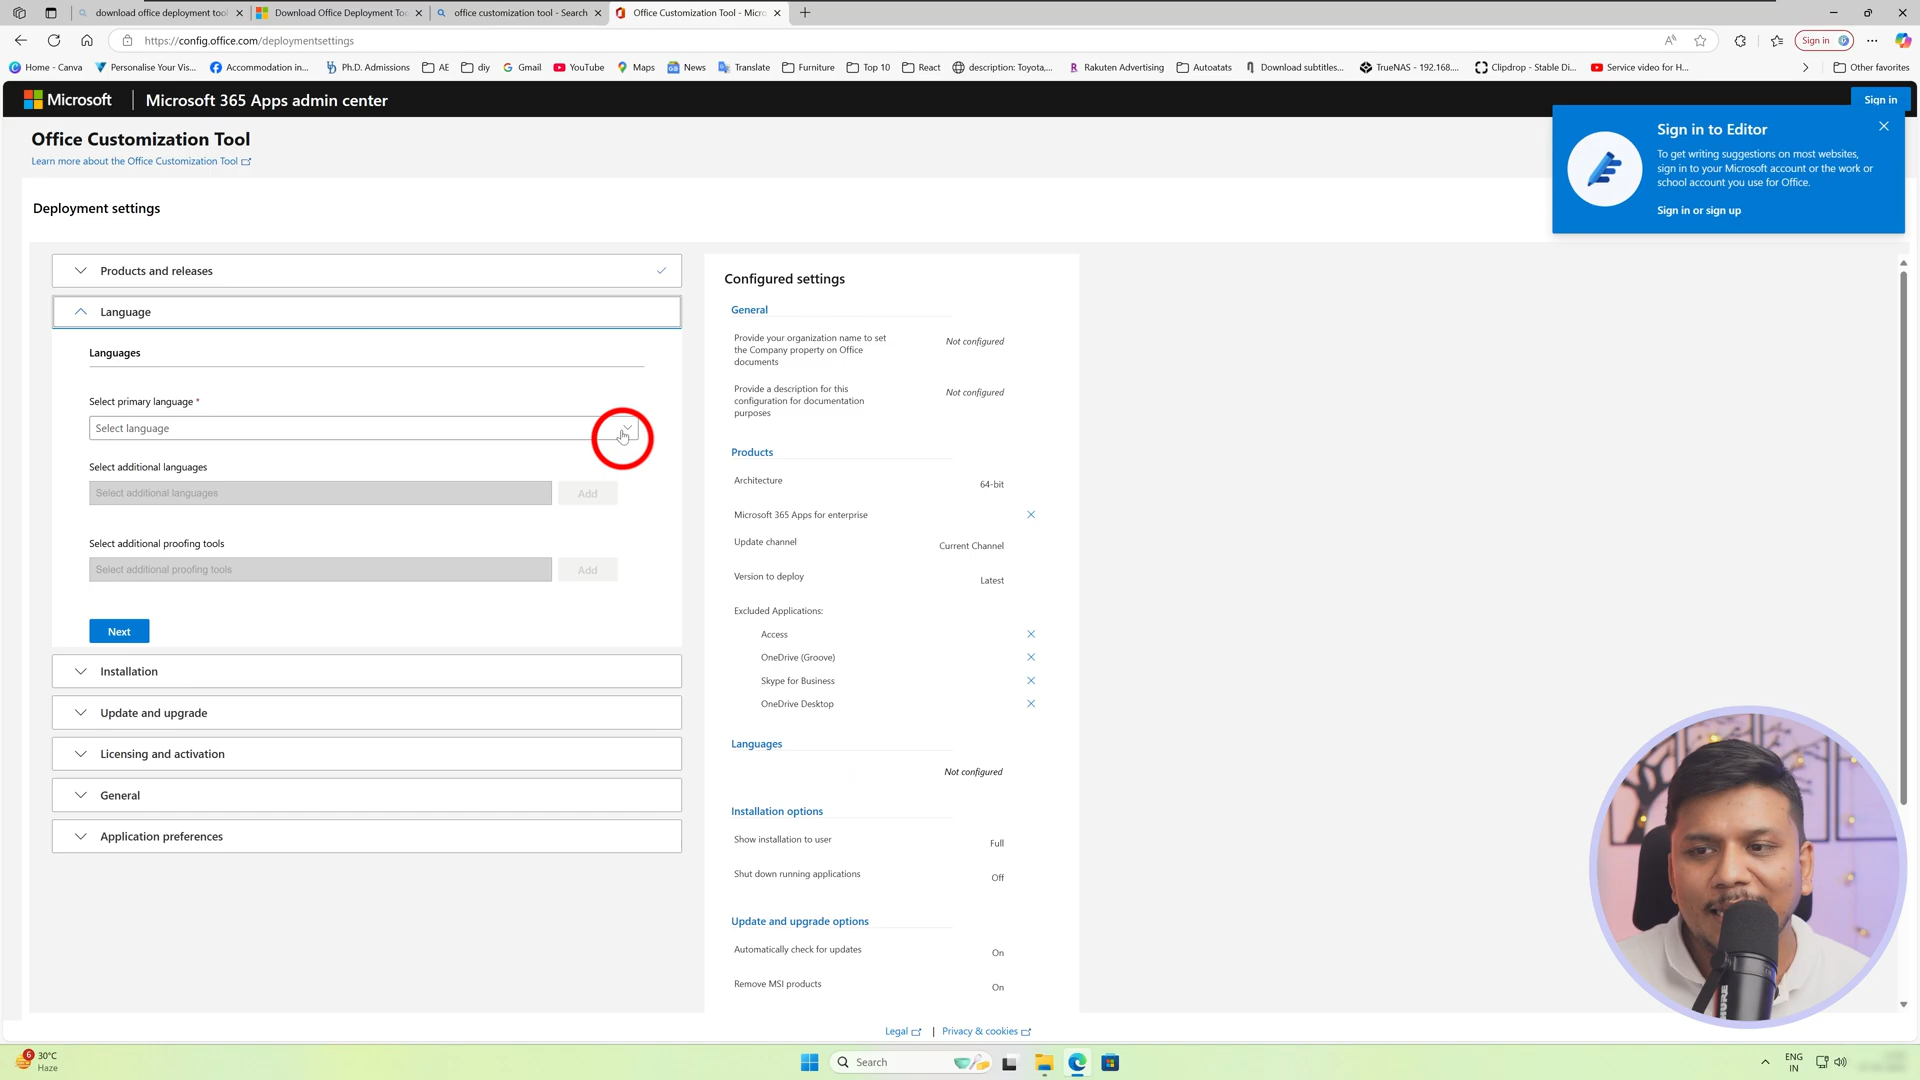 download office deployment tool
Download Office Deployment Too
office customization tool - Search
Office Customization Tool - Micro
https://config.office.com/deploymentsettings
Sign in
Home - Canva
Personalise Your Vis...
Accommodation in...
Ph.D. Admissions
AE
diy
Gmail
YouTube
Maps
News
Translate
Furniture
Top 10
React
description: Toyota,...
Rakuten Advertising
Autoatats
Download subtitles...
TrueNAS - 192.168....
Clipdrop - Stable Di...
Service video for H...
Other favorites
Microsoft
Microsoft 365 Apps admin center
Sign in
Office Customization Tool
Learn more about the Office Customization Tool
Sign in to Editor
To get writing suggestions on most websites,
sign in to your Microsoft account or the work or
school account you use for Office.
Sign in or sign up
Deployment settings
Products and releases
Language
Languages
Select primary language *
Select language
Select additional languages
Select additional languages
Add
Select additional proofing tools
Select additional proofing tools
Add
Next
Installation
Update and upgrade
Licensing and activation
General
Application preferences
Configured settings
General
Provide your organization name to set
the Company property on Office
documents
Not configured
Provide a description for this
configuration for documentation
purposes
Not configured
Products
Architecture
64-bit
Microsoft 365 Apps for enterprise
Update channel
Current Channel
Version to deploy
Latest
Excluded Applications:
Access
OneDrive (Groove)
Skype for Business
OneDrive Desktop
Languages
Not configured
Installation options
Show installation to user
Full
Shut down running applications
Off
Update and upgrade options
Automatically check for updates
On
Remove MSI products
On
Legal
|
Privacy & cookies
6
30°C
Haze
Search
ENG
IN